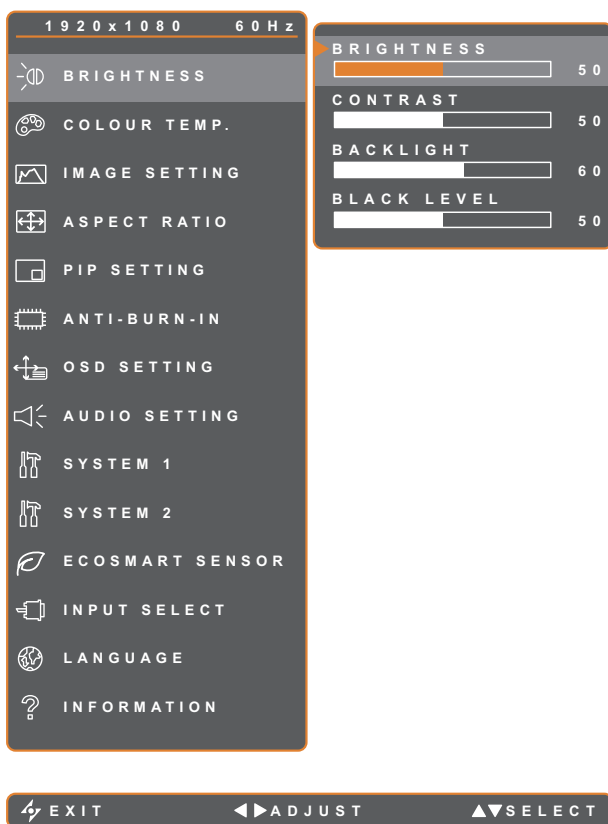 1920x1080 60Hz
BRIGHTNESS
COLOUR TEMP.
IMAGE SETTING
ASPECT RATIO
PIP SETTING
ANTI-BURN-IN
OSD SETTING
AUDIO SETTING
SYSTEM 1
SYSTEM 2
ECOSMART SENSOR
INPUT SELECT
LANGUAGE
INFORMATION
BRIGHTNESS
50
CONTRAST
50
BACKLIGHT
60
BLACK LEVEL
50
EXIT ◀▶ADJUST ▲▼SELECT